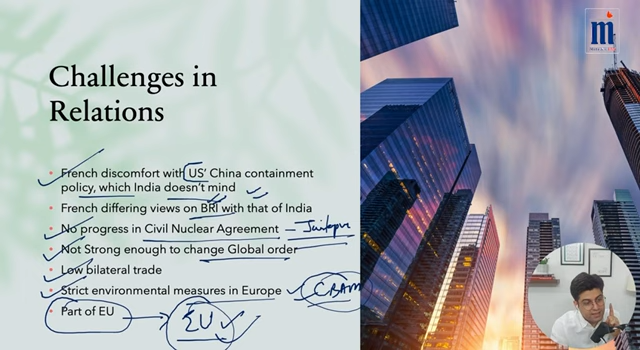 Challenges in
Relations
French discomfort with US' China containment
policy, which India doesn't mind
French differing views on BRI with that of India
No progress in Civil Nuclear Agreement – Jaitapur
Not Strong enough to change Global order
Low bilateral trade
Strict environmental measures in Europe CBAM
Part of EU EU
m